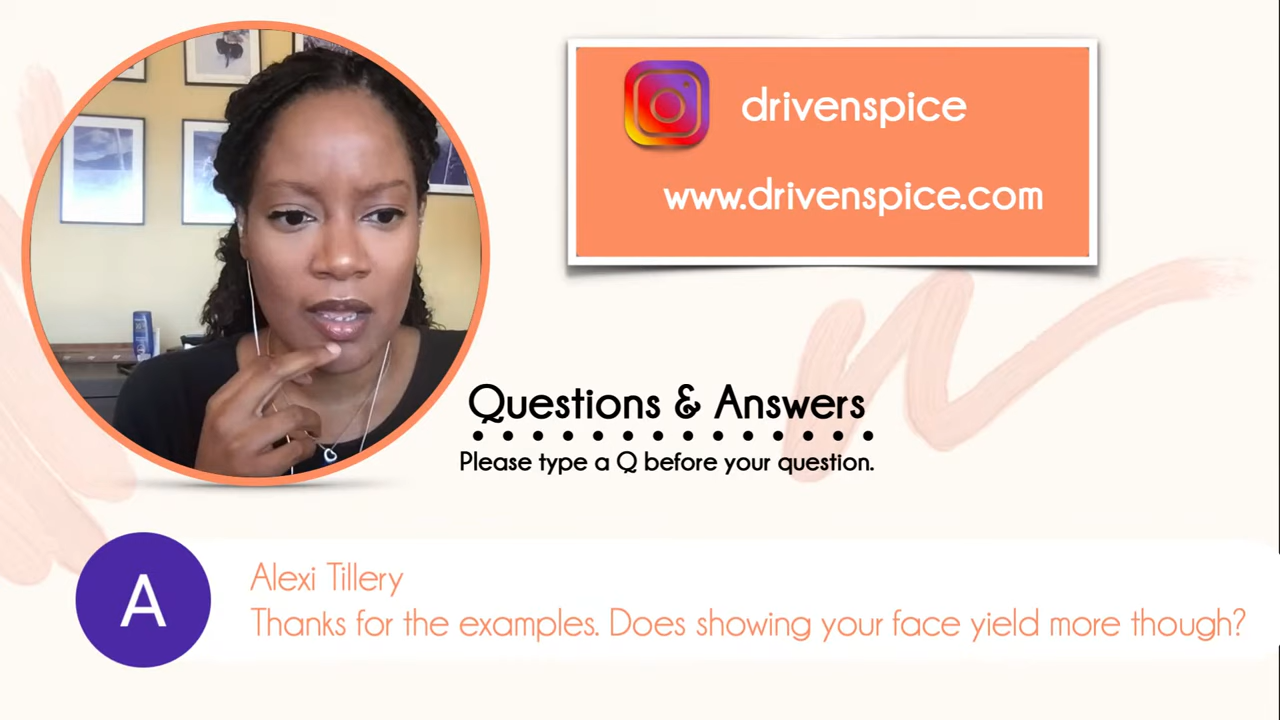 drivenspice
www.drivenspice.com
Questions & Answers
Please type a Q before your question.
A
Alexi Tillery
Thanks for the examples. Does showing your face yield more though?